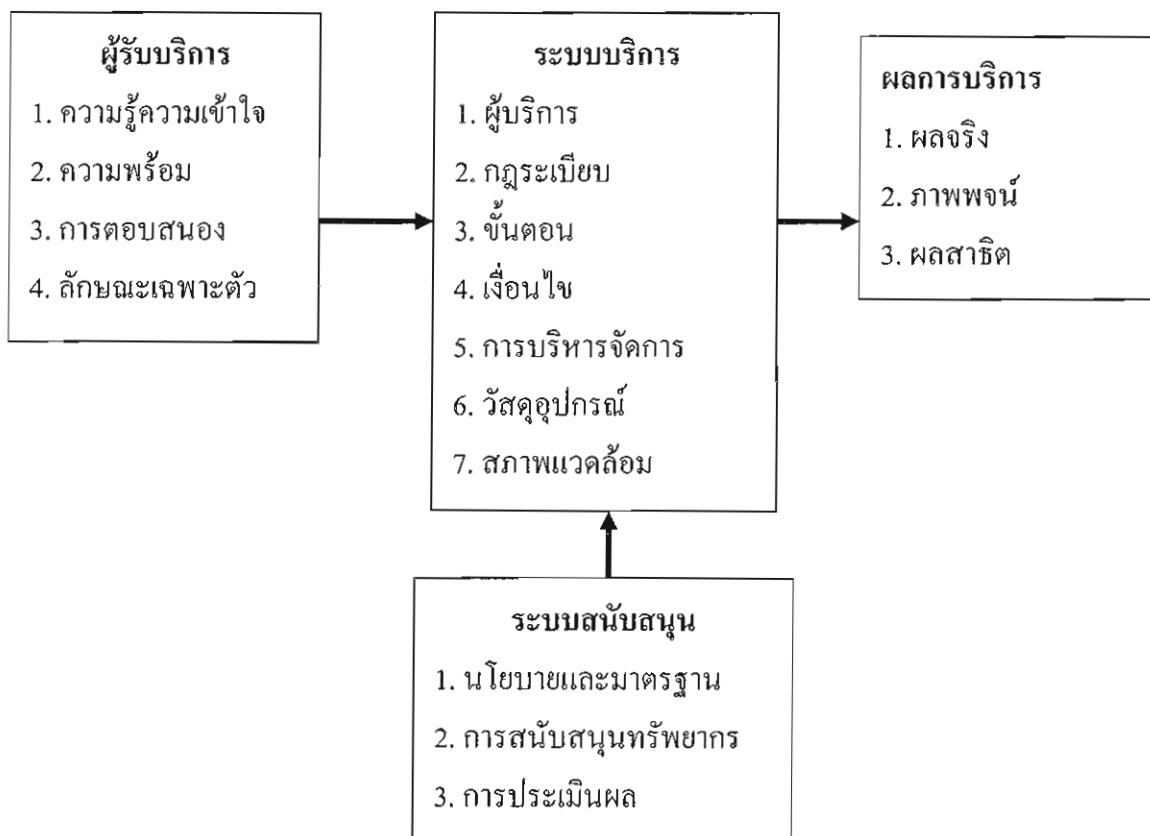 ผู้รับบริการ
1. ความรู้ความเข้าใจ
2. ความพร้อม
3. การตอบสนอง
4. ลักษณะเฉพาะตัว
ระบบบริการ
1. ผู้บริการ
2. กฎระเบียบ
3. ขั้นตอน
4. เงื่อนไข
5. การบริหารจัดการ
6. วัสดุอุปกรณ์
7. สภาพแวดล้อม
ผลการบริการ
1. ผลจริง
2. ภาพพจน์
3. ผลสาธิต
ระบบสนับสนุน
1. นโยบายและมาตรฐาน
2. การสนับสนุนทรัพยากร
3. การประเมินผล